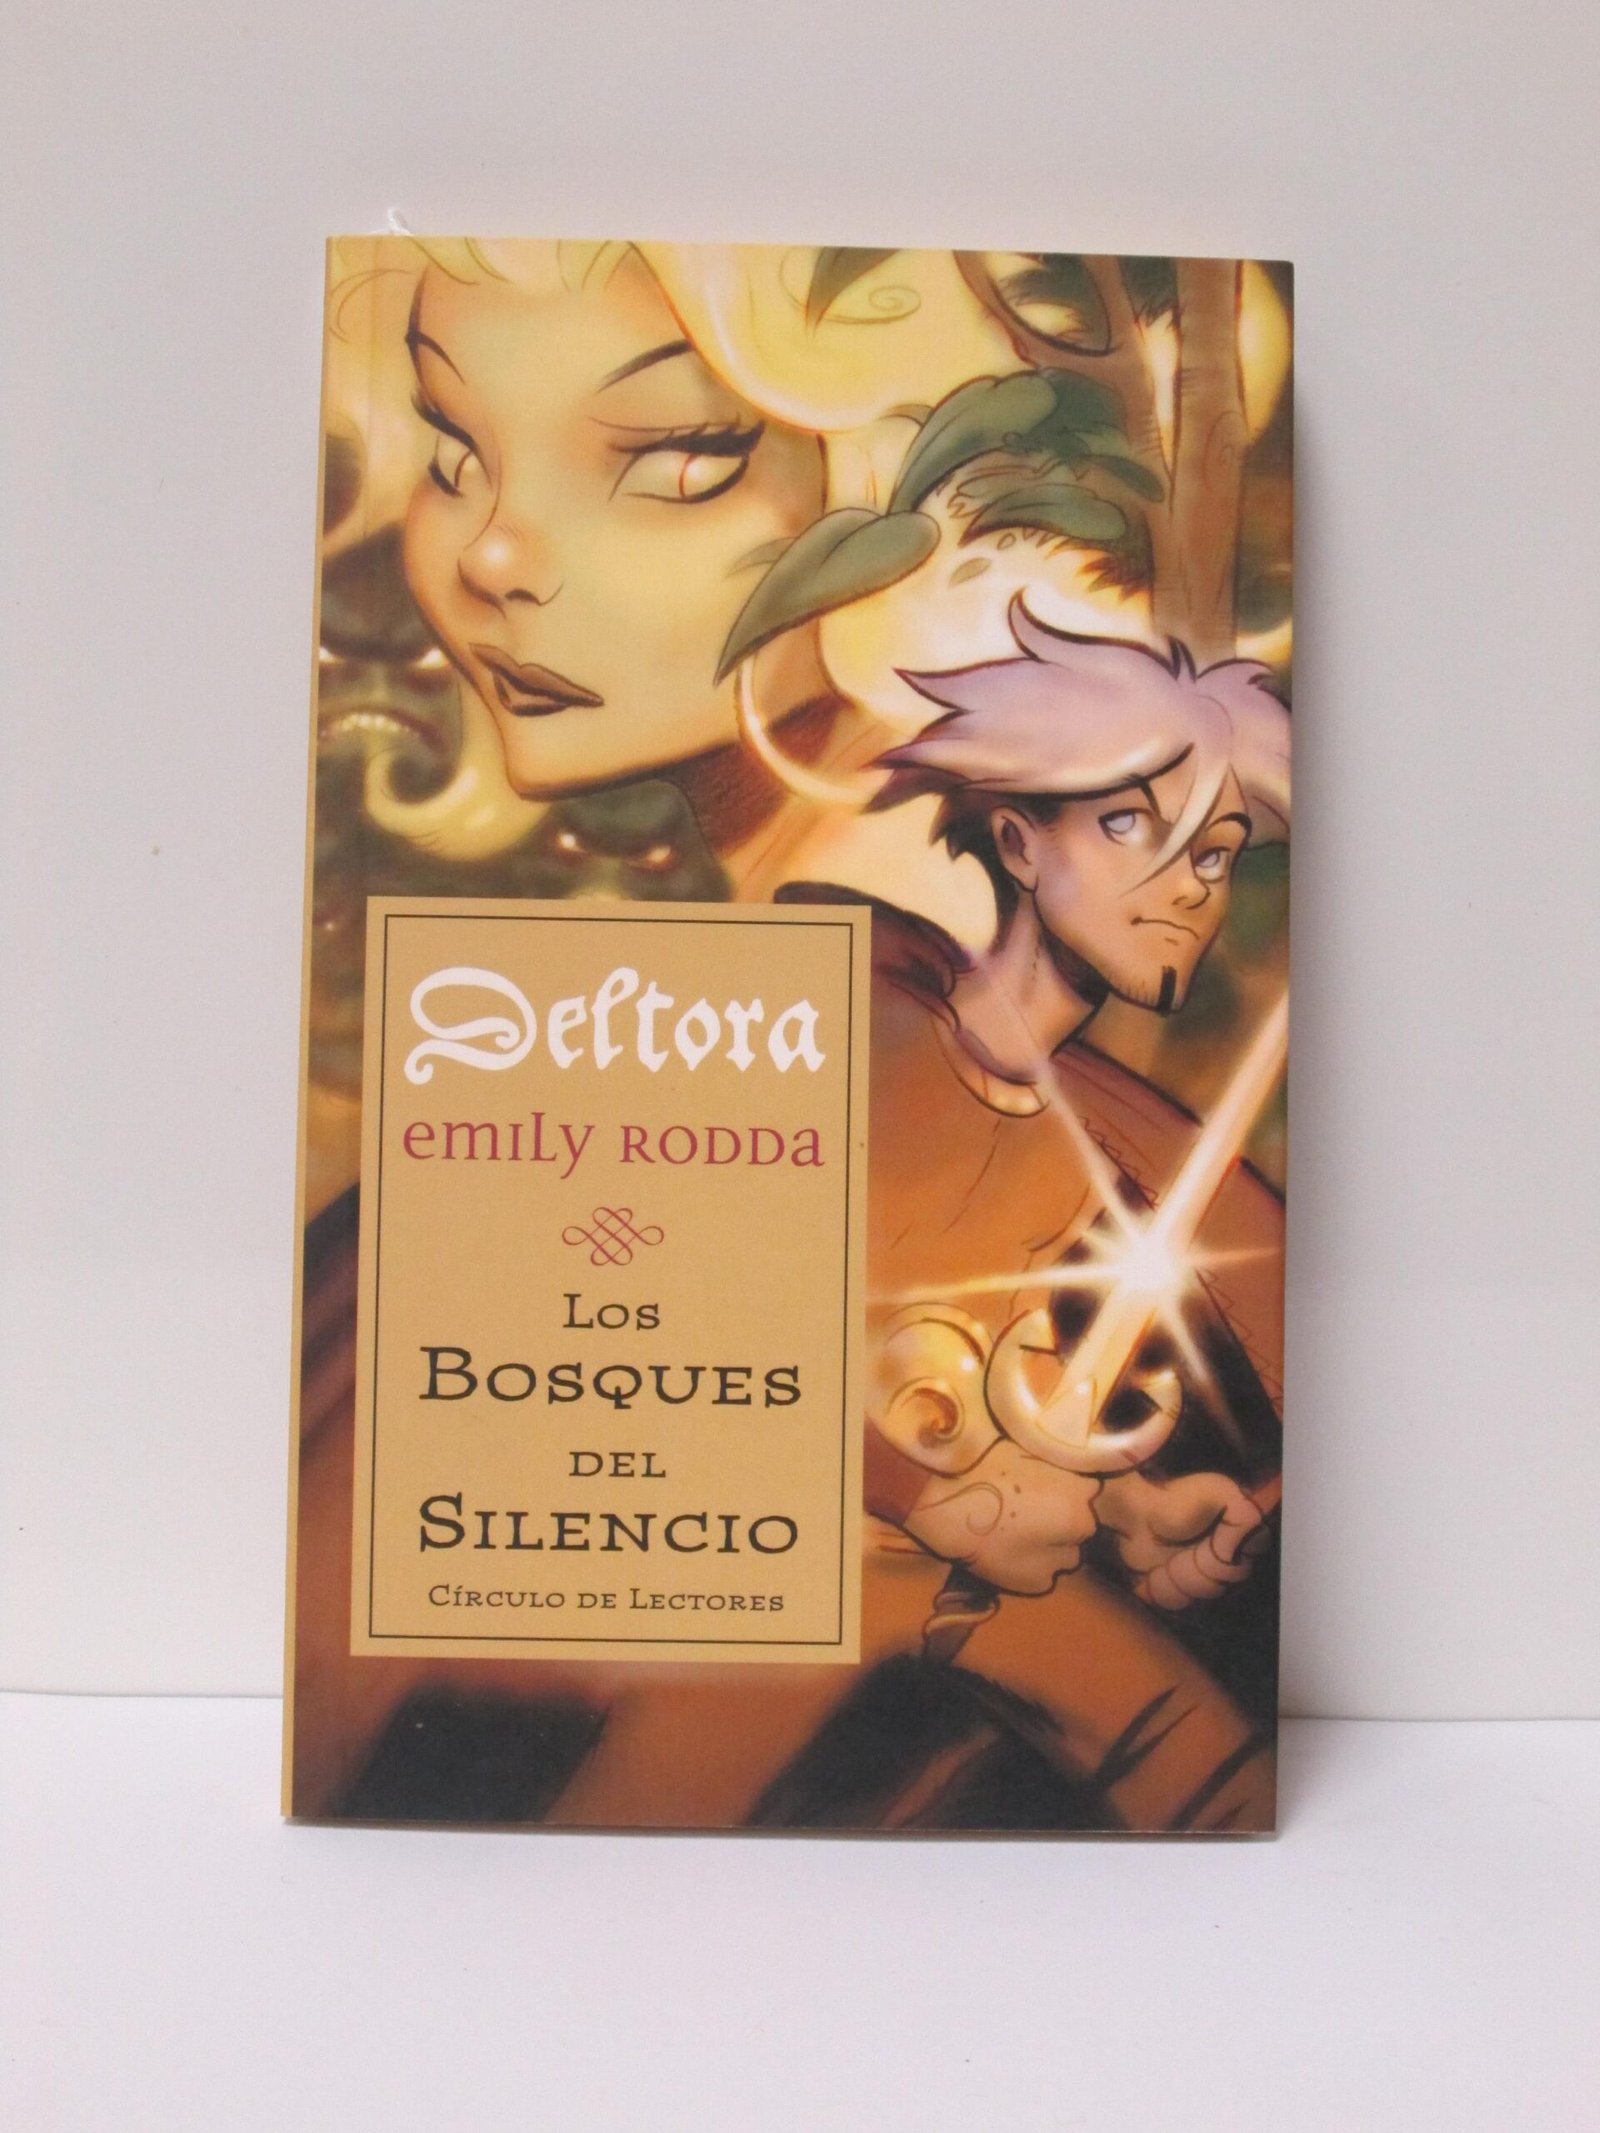 Deltora
emily Rodda
Los
Bosques
del
Silencio
Círculo de Lectores